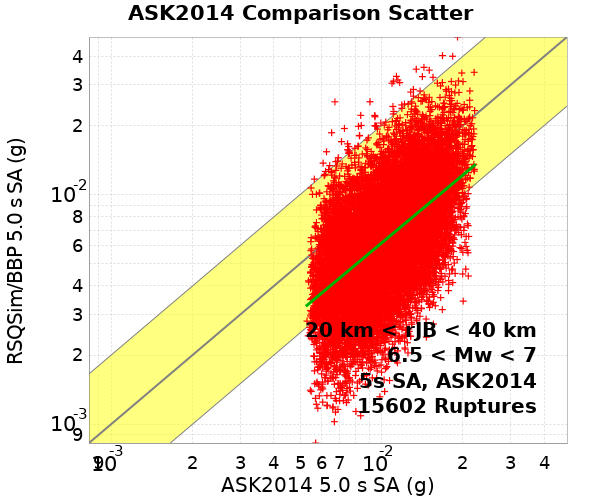 ASK2014 Comparison Scatter
RSQSim/BBP 5.0 s SA (g)
4
3
2
10-2
8
6
4
3
2
10-3
9
20 km < rJB < 40 km
6.5 < Mw < 7
5s SA, ASK2014
15602 Ruptures
9 10-3 2 3 4 5 6 7 10-2 2 3 4
ASK2014 5.0 s SA (g)